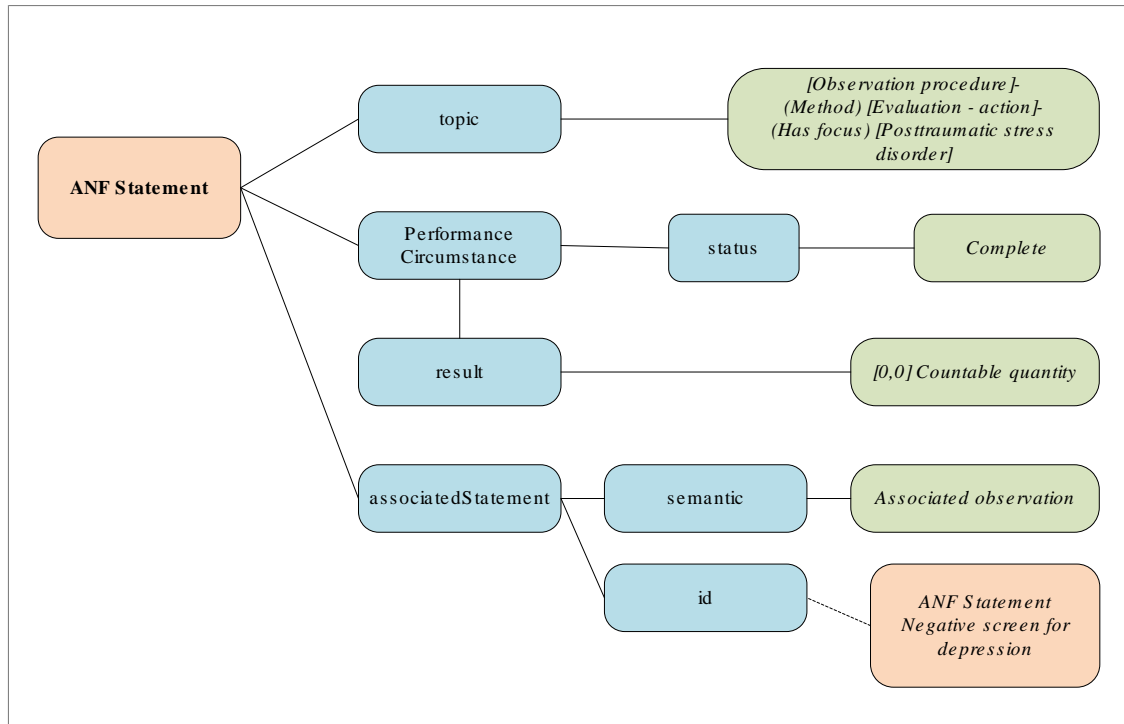 topic
[Observation procedure]-
(Method) [Evaluation - action]-
(Has focus) [Posttraumatic stress
disorder]
ANF Statement
Performance
Circumstance
status
Complete
result
[0,0] Countable quantity
associatedStatement
semantic
Associated observation
id
ANF Statement
Negative screen for
depression